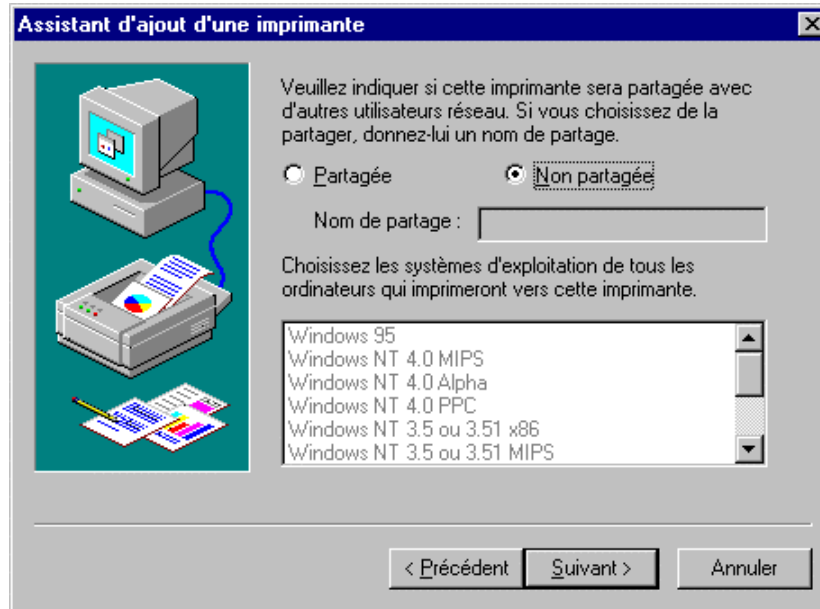 Assistant d'ajout d'une imprimante
Veuillez indiquer si cette imprimante sera partagée avec
d'autres utilisateurs réseau. Si vous choisissez de la
partager, donnez-lui un nom de partage.
Partagée
Non partagée
Nom de partage :
Choisissez les systèmes d'exploitation de tous les
ordinateurs qui imprimeront vers cette imprimante.
Windows 95
Windows NT 4.0 MIPS
Windows NT 4.0 Alpha
Windows NT 4.0 PPC
Windows NT 3.5 ou 3.51 x86
Windows NT 3.5 ou 3.51 MIPS
< Précédent
Suivant >
Annuler